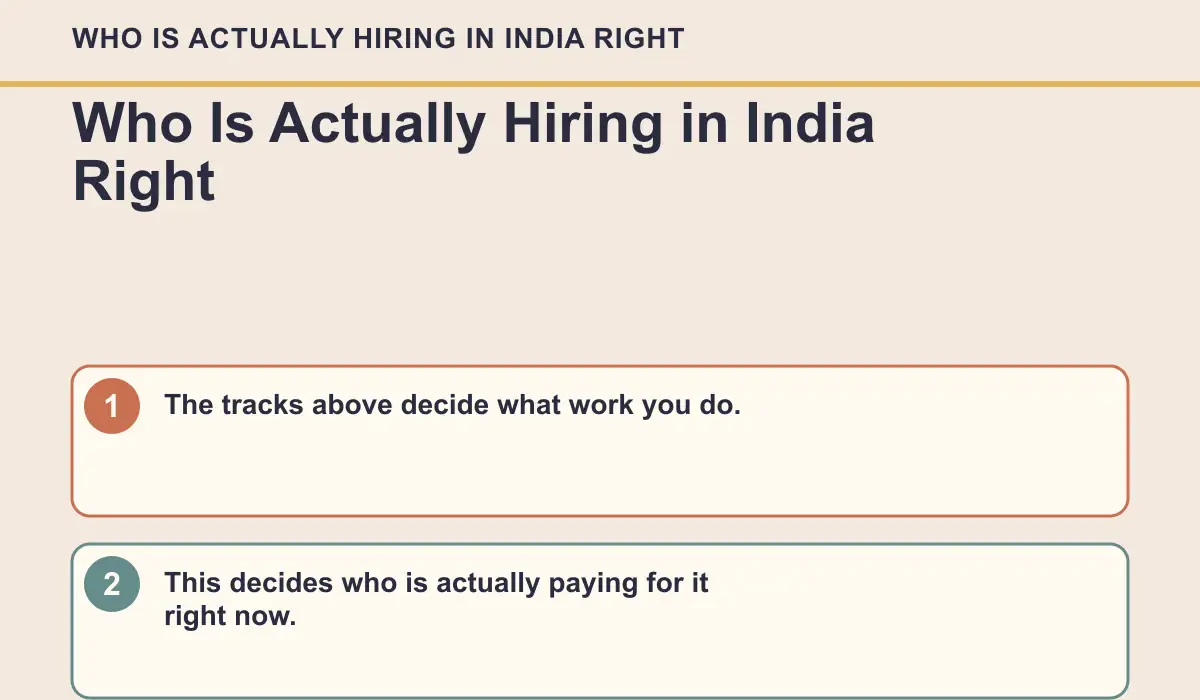 WHO IS ACTUALLY HIRING IN INDIA RIGHT
Who Is Actually Hiring in India
Right
1
The tracks above decide what work you do.
2
This decides who is actually paying for it
right now.